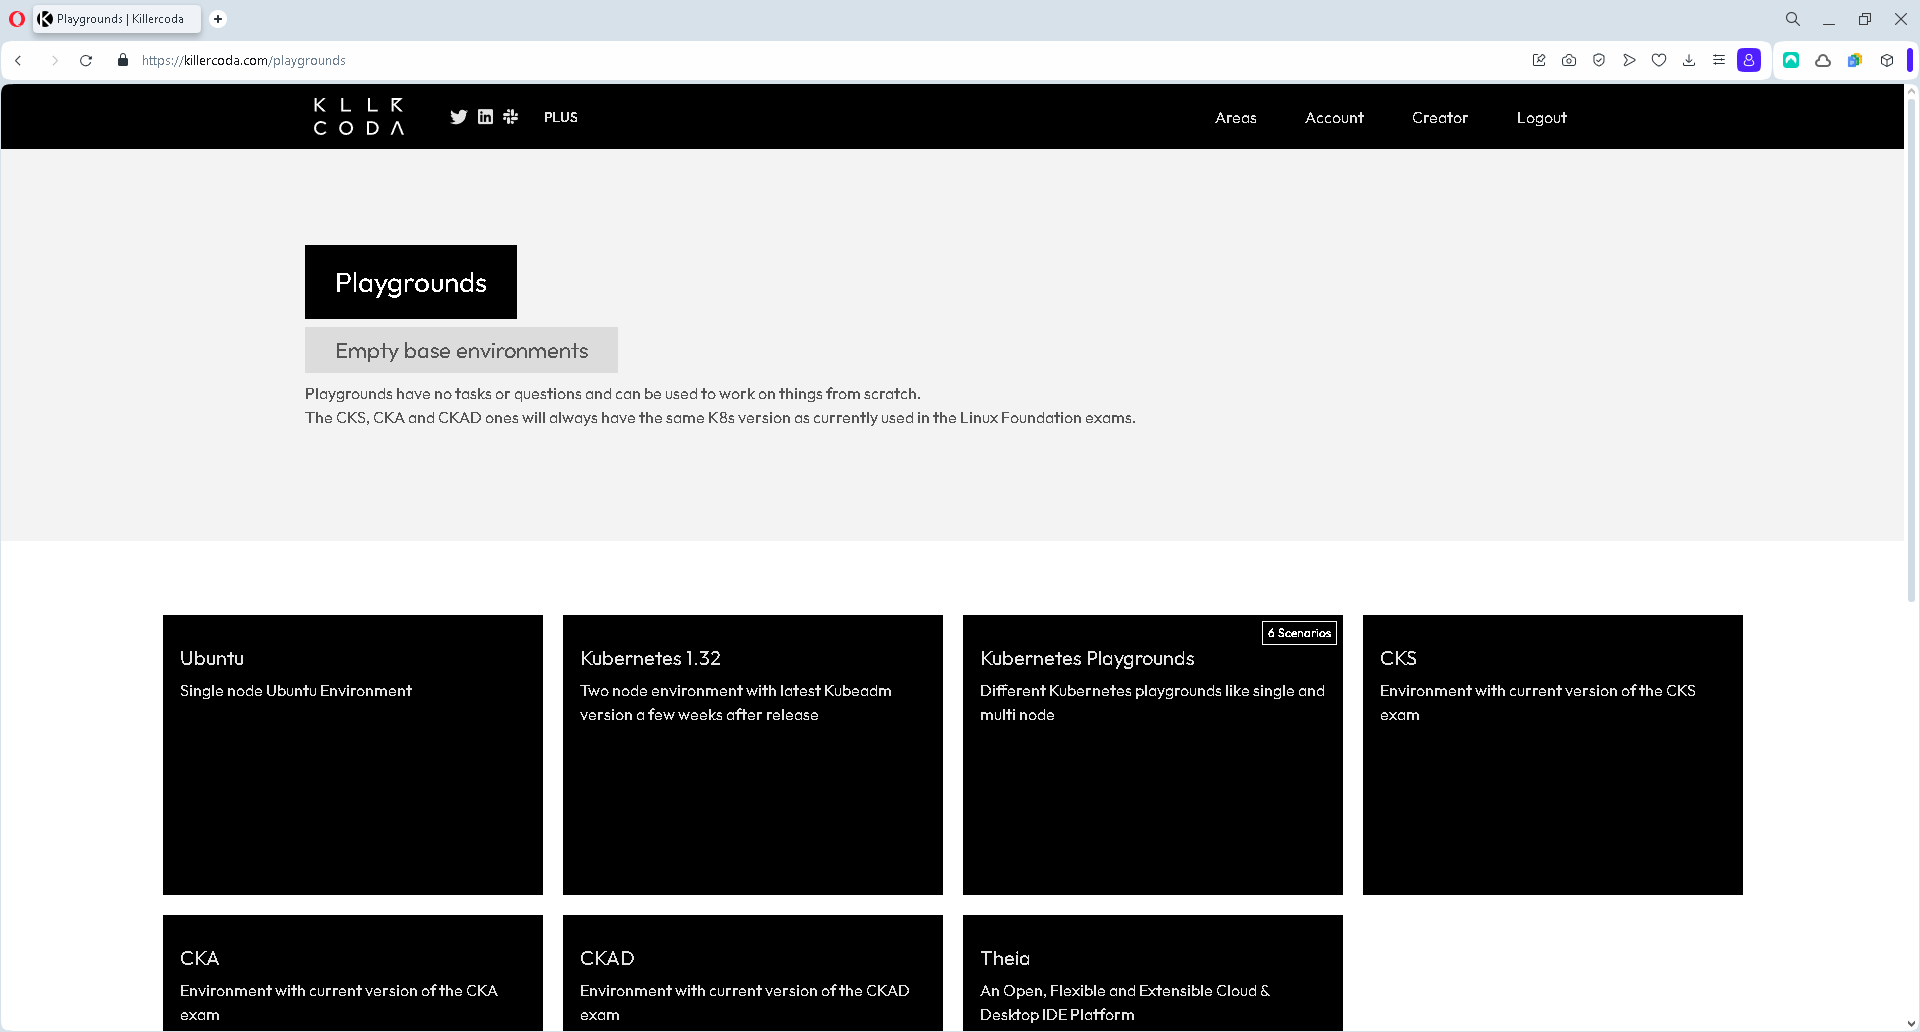 Playgrounds | Killercoda
https://killercoda.com/playgrounds
KLLR
CODA
PLUS
Areas
Account
Creator
Logout
Playgrounds
Empty base environments
Playgrounds have no tasks or questions and can be used to work on things from scratch.
The CKS, CKA and CKAD ones will always have the same K8s version as currently used in the Linux Foundation exams.
Ubuntu
Single node Ubuntu Environment
Kubernetes 1.32
Two node environment with latest Kubeadm
version a few weeks after release
6 Scenarios
Kubernetes Playgrounds
Different Kubernetes playgrounds like single and
multi node
CKS
Environment with current version of the CKS
exam
CKA
Environment with current version of the CKA
exam
CKAD
Environment with current version of the CKAD
exam
Theia
An Open, Flexible and Extensible Cloud &
Desktop IDE Platform